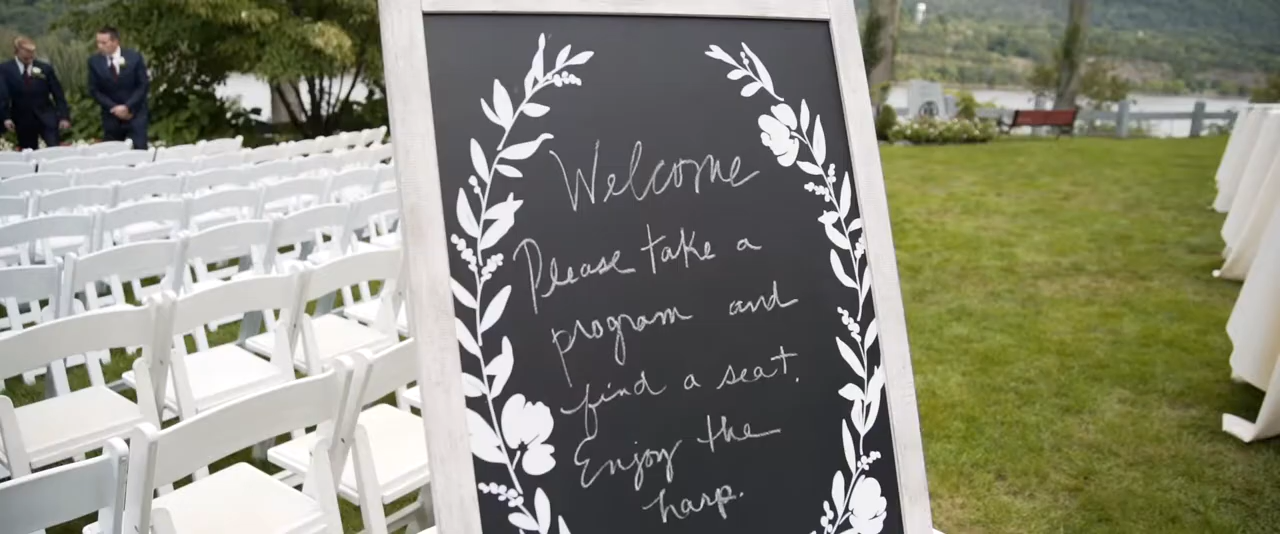 Welcome
Please take a
program and
find a seat.
Enjoy the
harp.